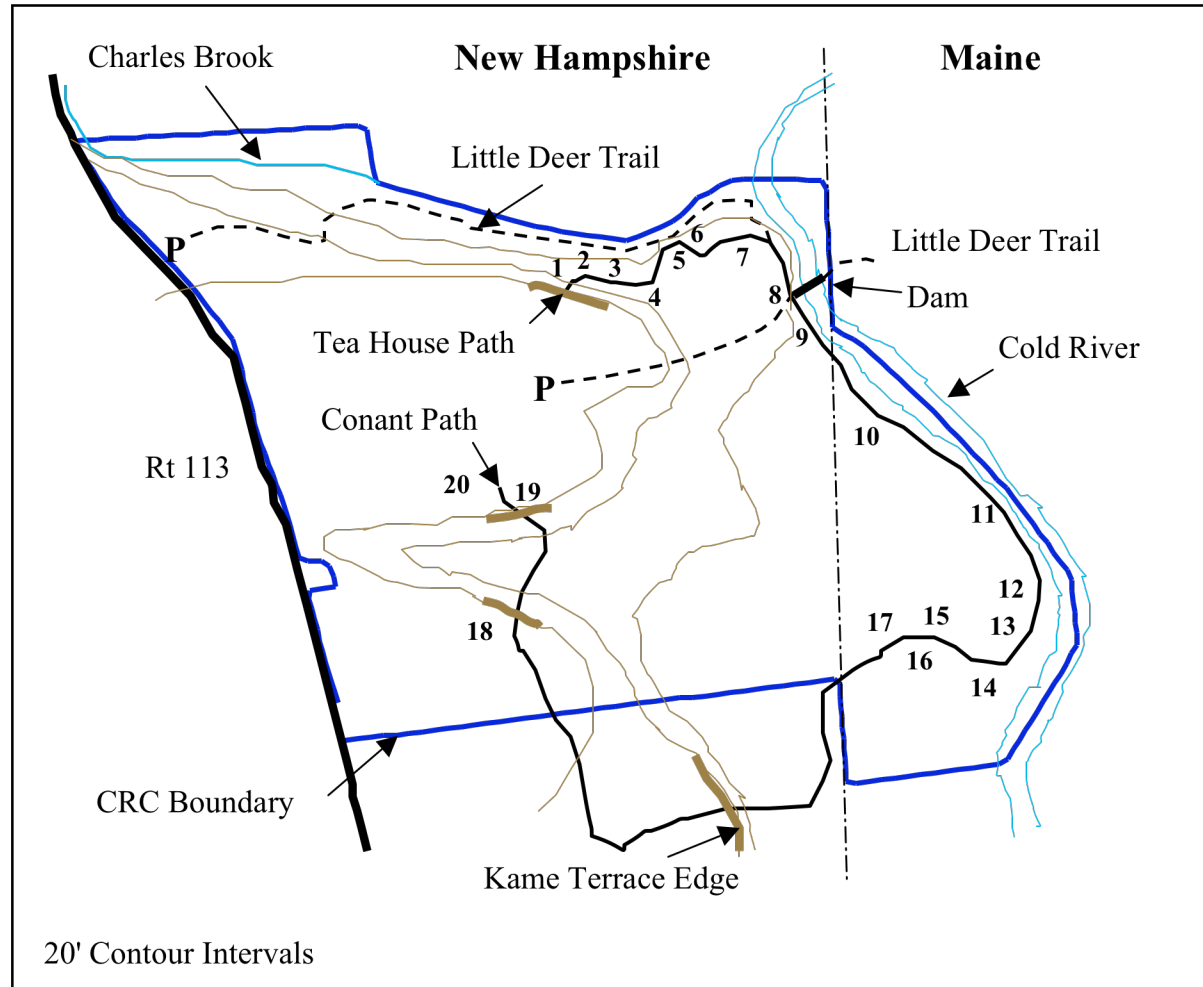 New Hampshire
Maine
Charles Brook
Little Deer Trail
P
6
2
7
5
1
3
4
8
Little Deer Trail
Dam
Tea House Path
9
Cold River
P
Conant Path
10
Rt 113
20
19
11
12
18
17
15
13
16
14
CRC Boundary
Kame Terrace Edge
20' Contour Intervals